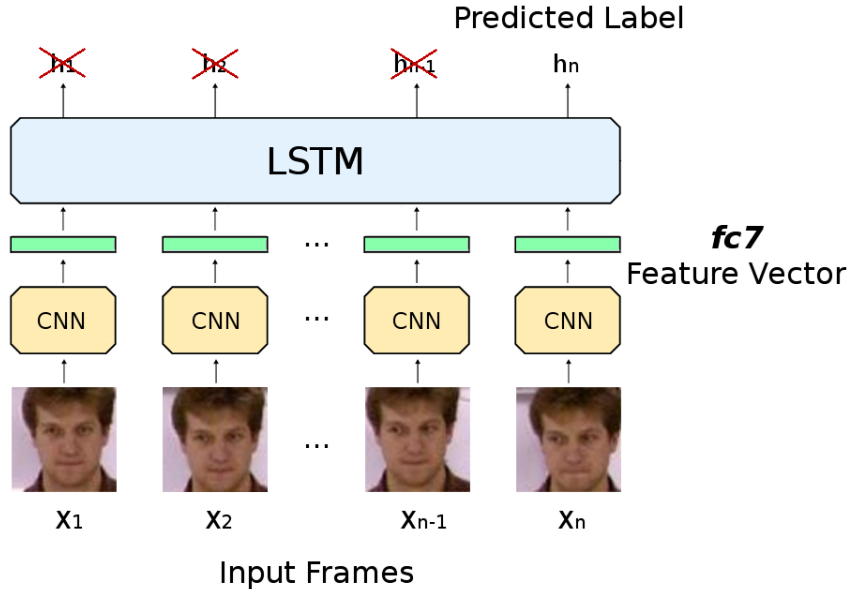 Predicted Label
h1 h2 hn-1 hn
LSTM
...
fc7
Feature Vector
CNN CNN ... CNN CNN
...
x1 x2 xn-1 xn
Input Frames